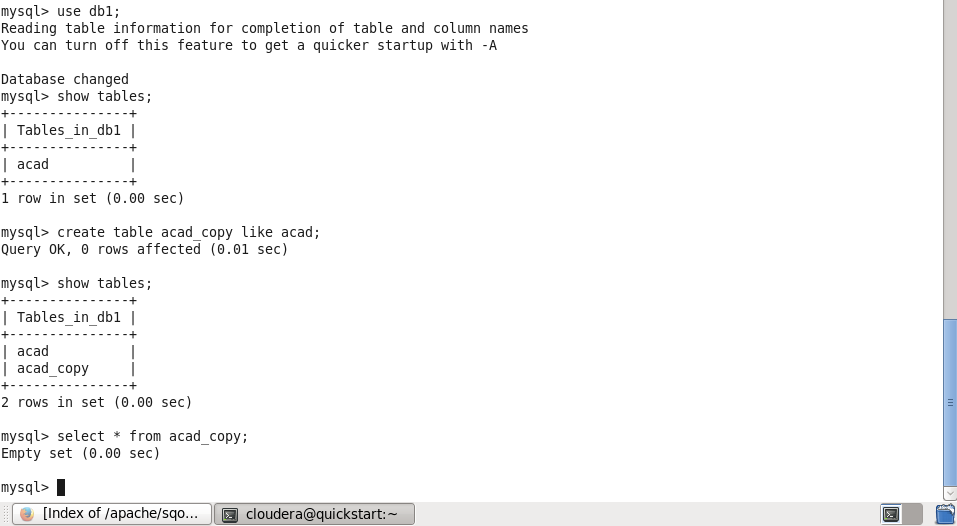 mysql> use db1;
Reading table information for completion of table and column names
You can turn off this feature to get a quicker startup with -A
Database changed
mysql> show tables;
+---------------+
| Tables_in_db1 |
+---------------+
| acad          |
+---------------+
1 row in set (0.00 sec)
mysql> create table acad_copy like acad;
Query OK, 0 rows affected (0.01 sec)
mysql> show tables;
+---------------+
| Tables_in_db1 |
+---------------+
| acad          |
| acad_copy     |
+---------------+
2 rows in set (0.00 sec)
mysql> select * from acad_copy;
Empty set (0.00 sec)
mysql>
[Index of /apache/sqo... cloudera@quickstart:~